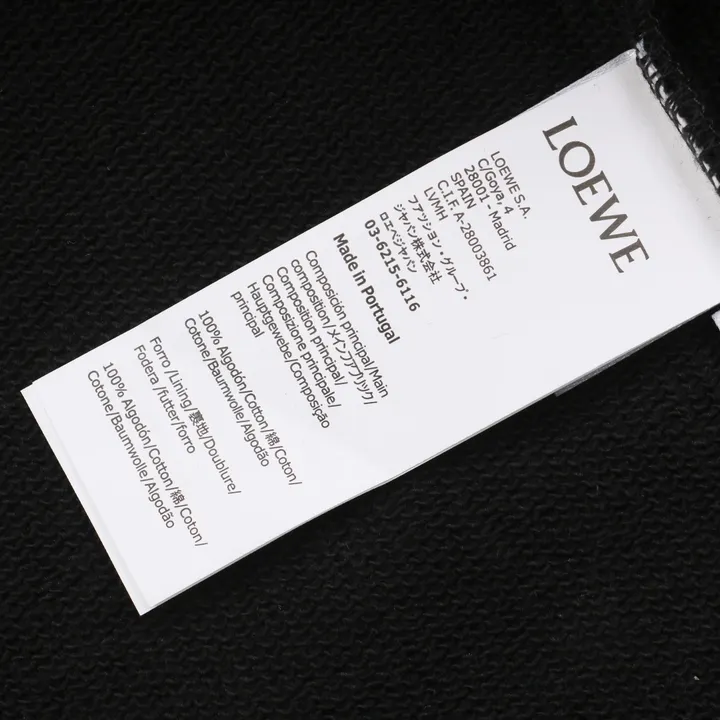 LOEWE
LOEWE S.A.
C/Goya, 4
28001 - Madrid
SPAIN
C.I.F. A-28003861
LVMH
ファッション・グループ・
ジャパン株式会社
ロエベジャパン
03-6215-6116
Made in Portugal
Composición principal/Main
composition/メインファブリック/
Composition principal/
Composizione principale/
Hauptgewebe/Composição
principal
100% Algodón/Cotton/綿/Coton/
Cotone/Baumwolle/Algodão
Forro/Lining/裏地/Doublure/
Fodera/futter/forro
100% Algodón/Cotton/綿/Coton/
Cotone/Baumwolle/Algodão